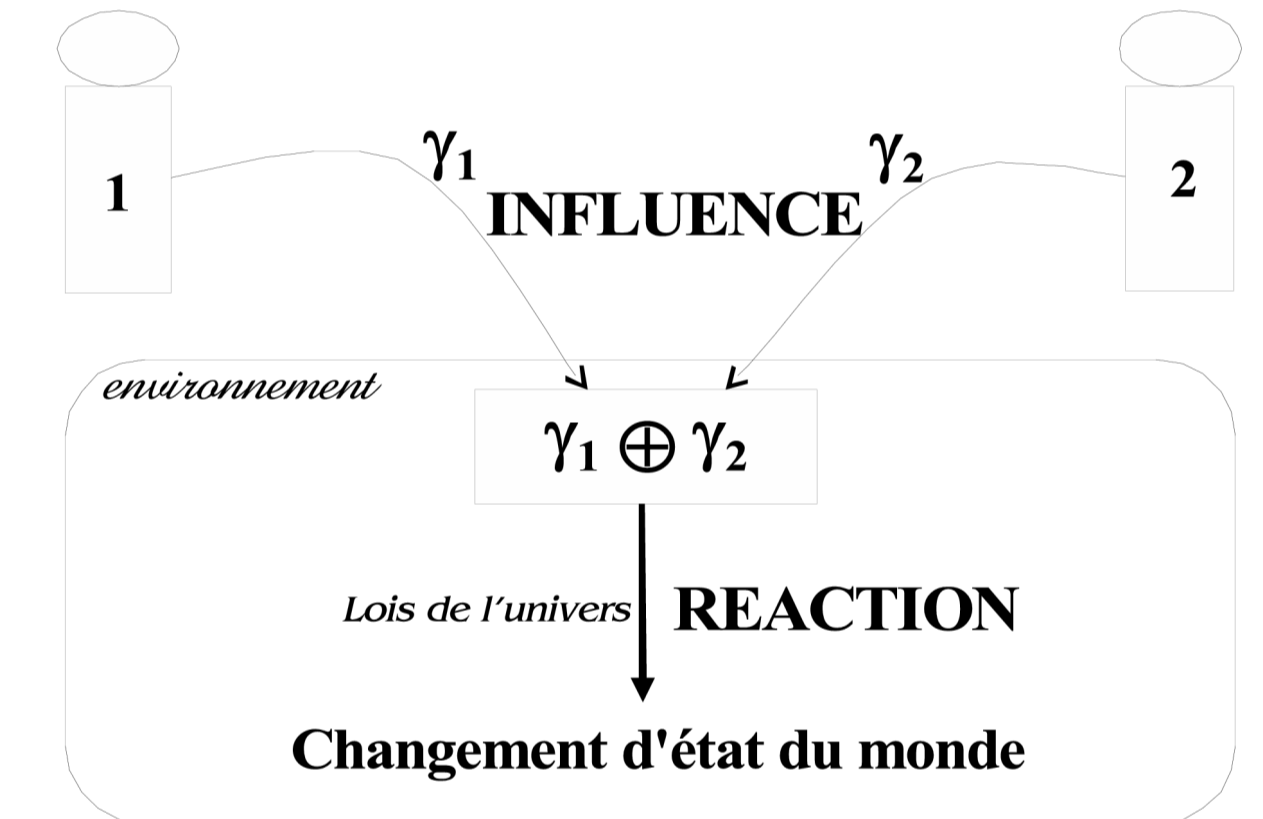 γ1
γ2
1
INFLUENCE
2
environnement
γ1 ⊕ γ2
Lois de l'univers
REACTION
Changement d'état du monde